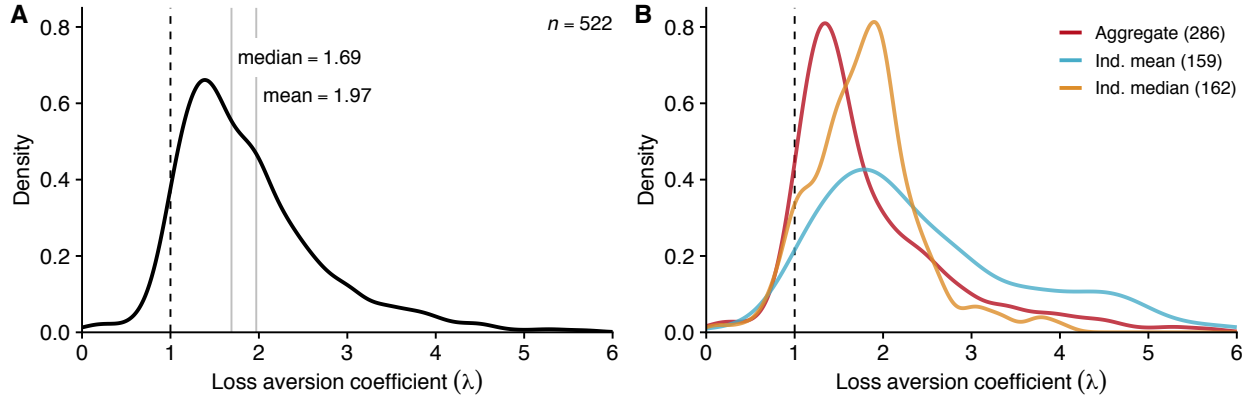 A
0.8
n = 522
median = 1.69
0.6
mean = 1.97
Density
0.4
0.2
0.0
0 1 2 3 4 5 6
Loss aversion coefficient (λ)
B
0.8
Aggregate (286)
Ind. mean (159)
Ind. median (162)
0.6
Density
0.4
0.2
0.0
0 1 2 3 4 5 6
Loss aversion coefficient (λ)